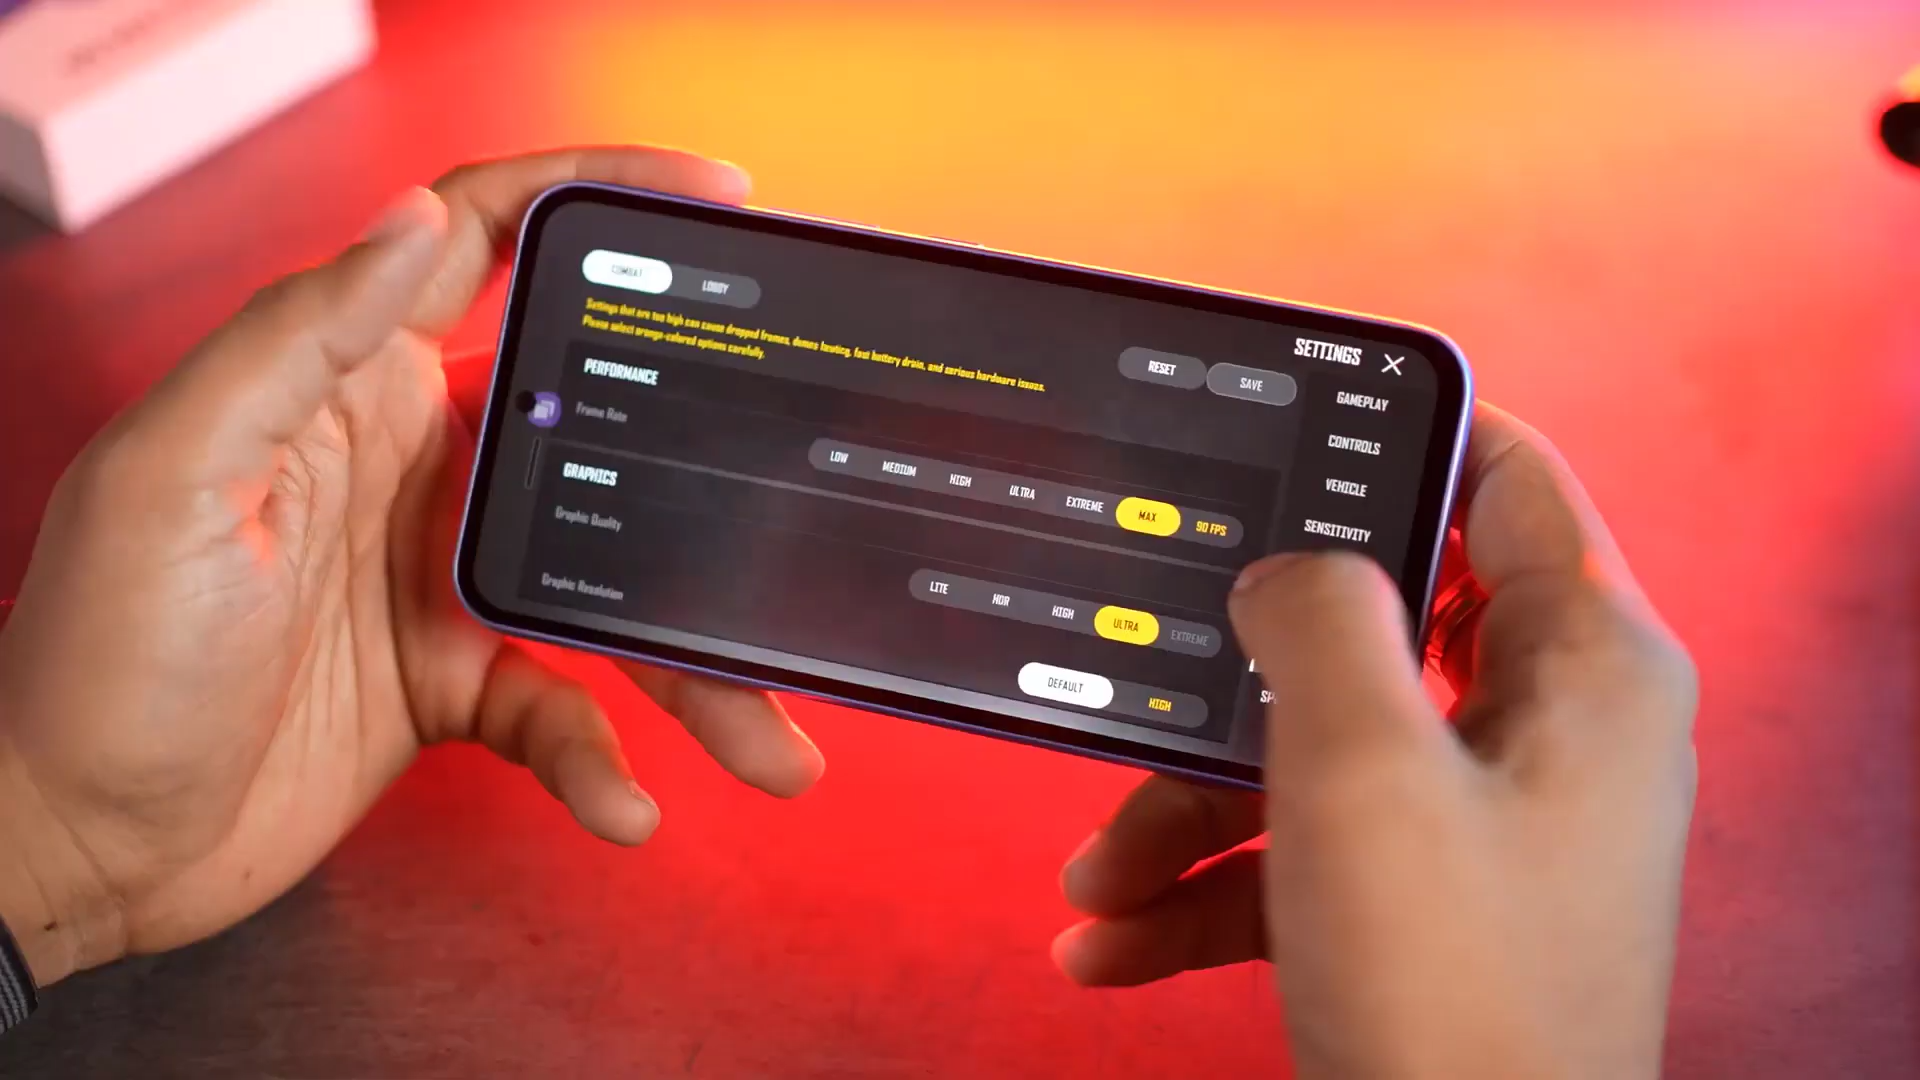 COMBAT
LOBBY
Settings that are too high can cause dropped frames, device heating, fast battery drain, and serious hardware issues.
Please select orange-colored options carefully.
RESET
SAVE
SETTINGS
PERFORMANCE
Frame Rate
LOW
MEDIUM
HIGH
ULTRA
EXTREME
MAX
90 FPS
GRAPHICS
Graphic Quality
LITE
HDR
HIGH
ULTRA
EXTREME
Graphic Resolution
DEFAULT
HIGH
GAMEPLAY
CONTROLS
VEHICLE
SENSITIVITY